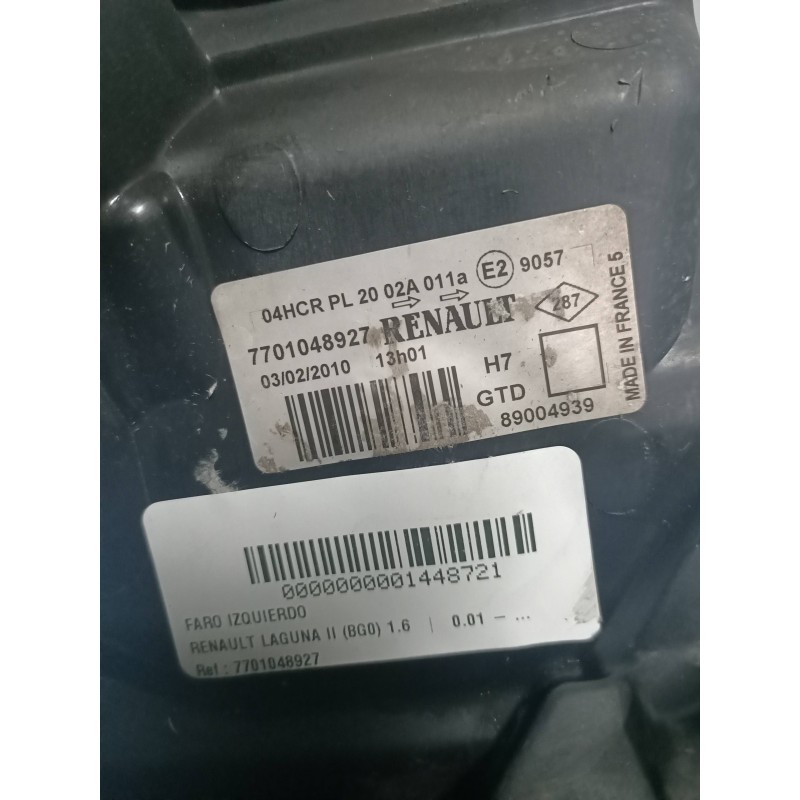 04HCR PL 20 02A 011a E2 9057
7701048927 RENAULT 287
03/02/2010 13h01 H7
GTD
89004939
MADE IN FRANCE 5
0000000001448721
FARO IZQUIERDO
RENAULT LAGUNA II (BG0) 1.6 | 0.01 - ...
Ref : 7701048927